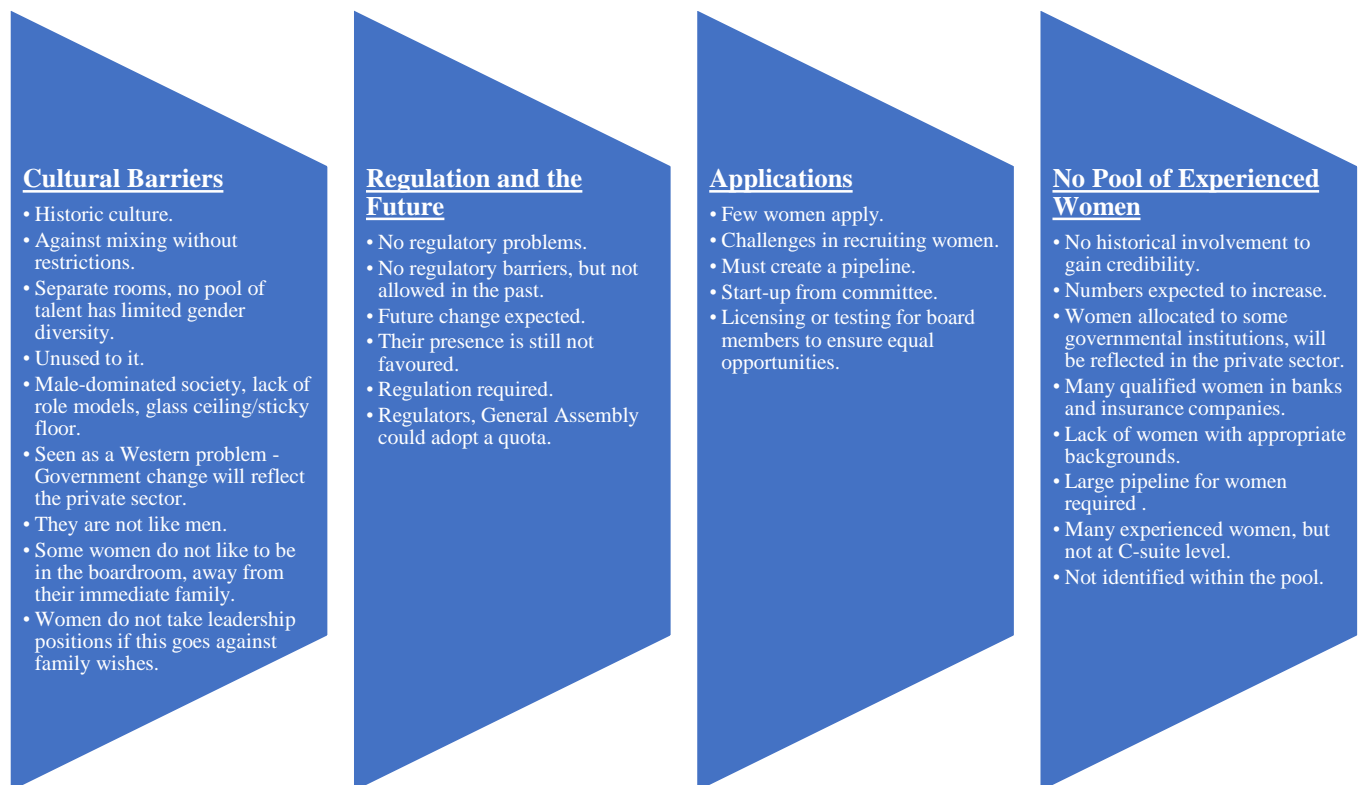 Cultural Barriers
• Historic culture.
• Against mixing without
restrictions.
• Separate rooms, no pool of
talent has limited gender
diversity.
• Unused to it.
• Male-dominated society, lack of
role models, glass ceiling/sticky
floor.
• Seen as a Western problem -
Government change will reflect
the private sector.
• They are not like men.
• Some women do not like to be
in the boardroom, away from
their immediate family.
• Women do not take leadership
positions if this goes against
family wishes.
Regulation and the
Future
• No regulatory problems.
• No regulatory barriers, but not
allowed in the past.
• Future change expected.
• Their presence is still not
favoured.
• Regulation required.
• Regulators, General Assembly
could adopt a quota.
Applications
• Few women apply.
• Challenges in recruiting women.
• Must create a pipeline.
• Start-up from committee.
• Licensing or testing for board
members to ensure equal
opportunities.
No Pool of Experienced
Women
• No historical involvement to
gain credibility.
• Numbers expected to increase.
• Women allocated to some
governmental institutions, will
be reflected in the private sector.
• Many qualified women in banks
and insurance companies.
• Lack of women with appropriate
backgrounds.
• Large pipeline for women
required .
• Many experienced women, but
not at C-suite level.
• Not identified within the pool.